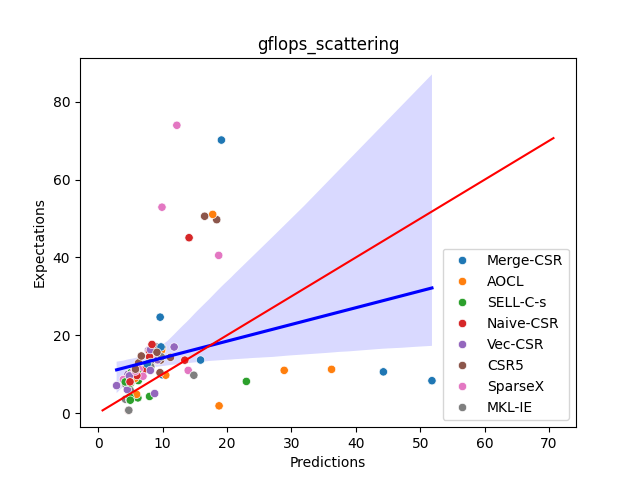 gflops_scattering
Expectations
80
60
40
20
0
0 10 20 30 40 50 60 70
Predictions
Merge-CSR
AOCL
SELL-C-s
Naive-CSR
Vec-CSR
CSR5
SparseX
MKL-IE